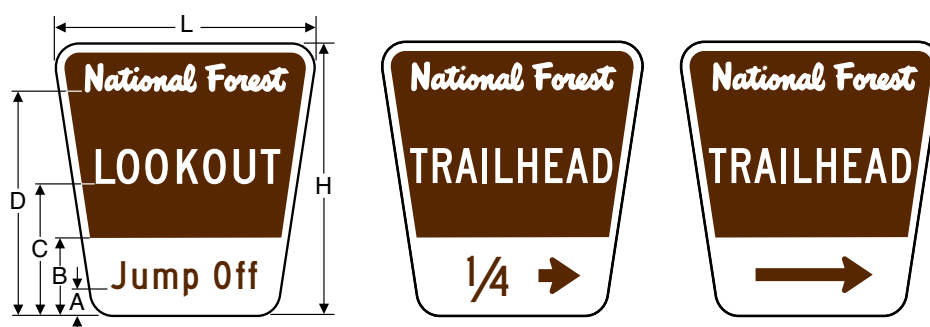 L
National Forest
LOOKOUT
Jump Off
D
C
B
A
H
National Forest
TRAILHEAD
1/4
National Forest
TRAILHEAD